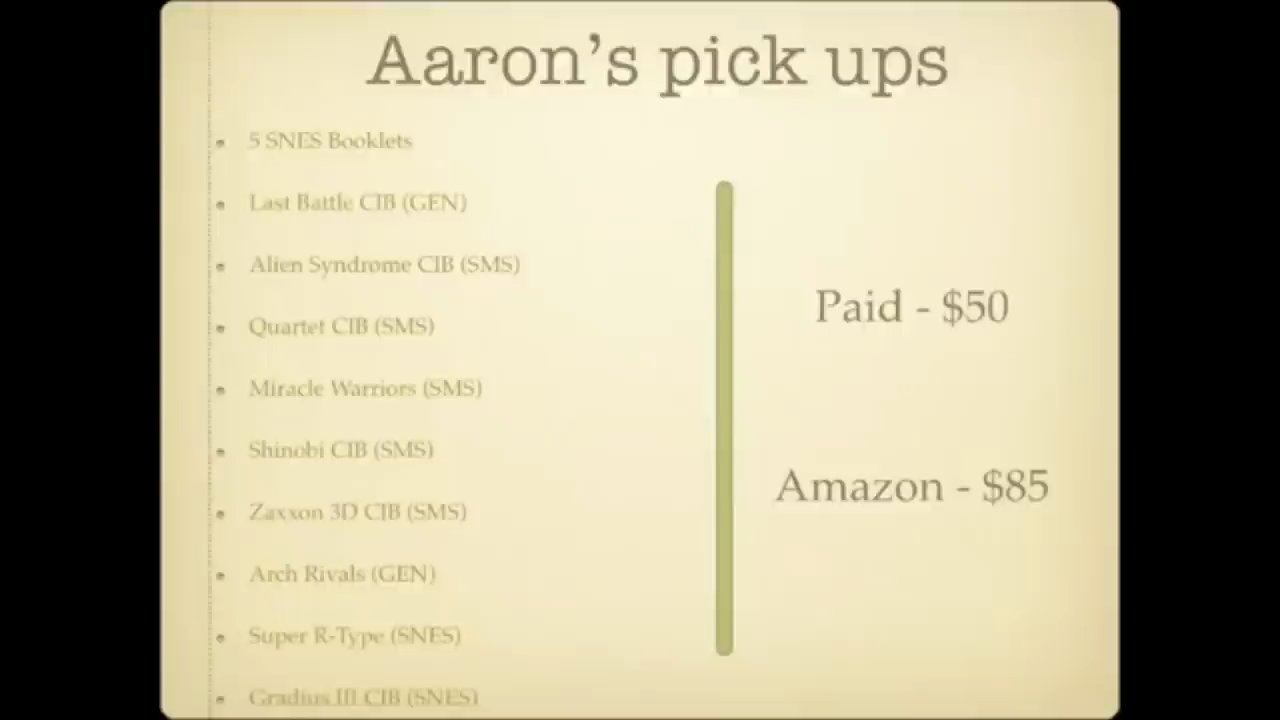 Aaron's pick ups
5 SNES Booklets
Last Battle CIB (GEN)
Alien Syndrome CIB (SMS)
Quartet CIB (SMS)
Miracle Warriors (SMS)
Shinobi CIB (SMS)
Zaxxon 3D CIB (SMS)
Arch Rivals (GEN)
Super R-Type (SNES)
Gradius III CIB (SNES)
Paid - $50
Amazon - $85